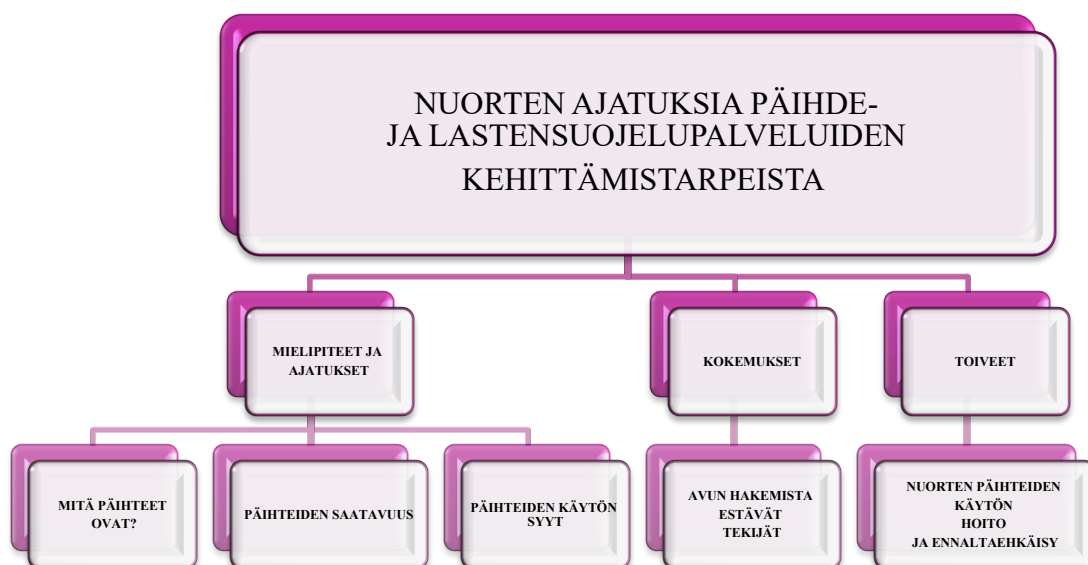 NUORTEN AJATUKSIA PÄIHDE-
JA LASTENSUOJELUPALVELUIDEN
KEHITTÄMISTARPEISTA
MIELIPITEET JA
AJATUKSET
KOKEMUKSET
TOIVEET
MITÄ PÄIHTEET
OVAT?
PÄIHTEIDEN SAATAVUUS
PÄIHTEIDEN KÄYTÖN
SYYT
AVUN HAKEMISTA
ESTÄVÄT
TEKIJÄT
NUORTEN PÄIHTEIDEN
KÄYTÖN
HOITO
JA ENNALTAEHKÄISY